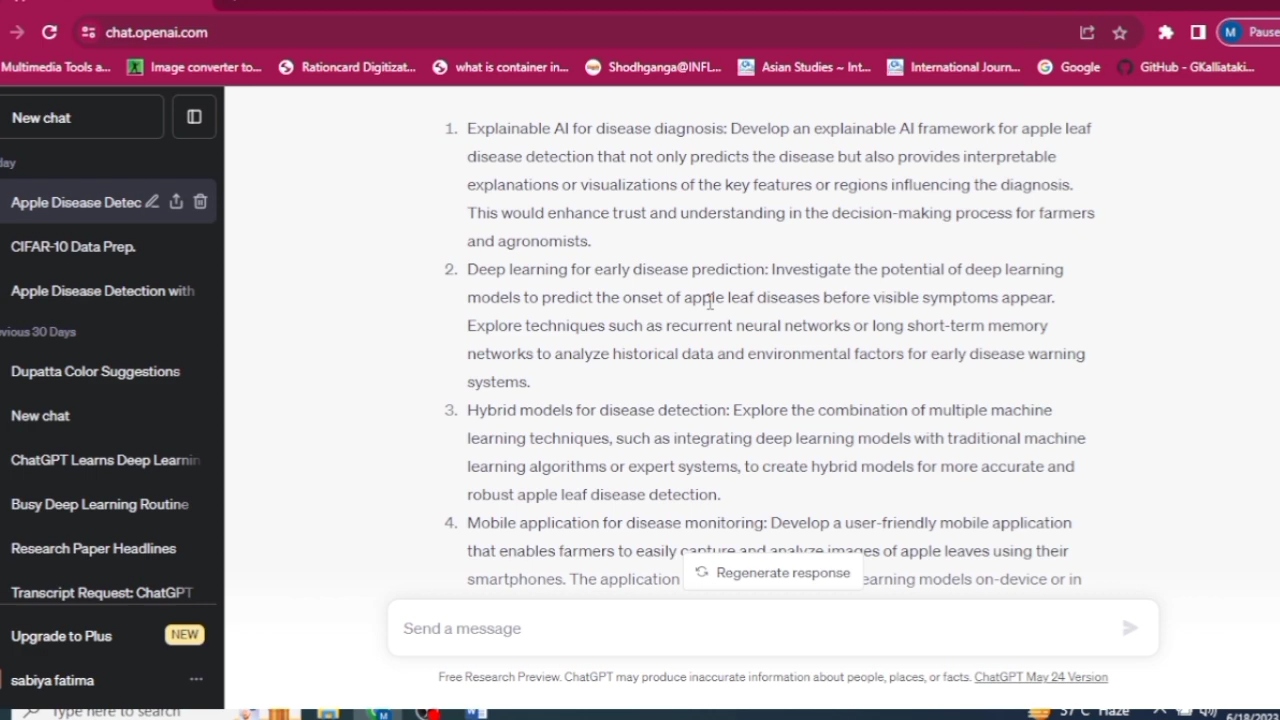 chat.openai.com
Pause
M
Multimedia Tools a...
Image converter to...
Rationcard Digitizat...
what is container in...
Shodhganga@INFL...
Asian Studies ~ Int...
International Journ...
Google
GitHub - GKalliataki...
New chat
day
Apple Disease Detec
CIFAR-10 Data Prep.
Apple Disease Detection with
vious 30 Days
Dupatta Color Suggestions
New chat
ChatGPT Learns Deep Learnin
Busy Deep Learning Routine
Research Paper Headlines
Transcript Request: ChatGPT
Upgrade to Plus
NEW
sabiya fatima
1. Explainable AI for disease diagnosis: Develop an explainable AI framework for apple leaf
disease detection that not only predicts the disease but also provides interpretable
explanations or visualizations of the key features or regions influencing the diagnosis.
This would enhance trust and understanding in the decision-making process for farmers
and agronomists.
2. Deep learning for early disease prediction: Investigate the potential of deep learning
models to predict the onset of apple leaf diseases before visible symptoms appear.
Explore techniques such as recurrent neural networks or long short-term memory
networks to analyze historical data and environmental factors for early disease warning
systems.
3. Hybrid models for disease detection: Explore the combination of multiple machine
learning techniques, such as integrating deep learning models with traditional machine
learning algorithms or expert systems, to create hybrid models for more accurate and
robust apple leaf disease detection.
4. Mobile application for disease monitoring: Develop a user-friendly mobile application
that enables farmers to easily capture and analyze images of apple leaves using their
smartphones. The application earning models on-device or in
Regenerate response
Send a message
Free Research Preview. ChatGPT may produce inaccurate information about people, places, or facts. ChatGPT May 24 Version
Type here to search
37°C Haze